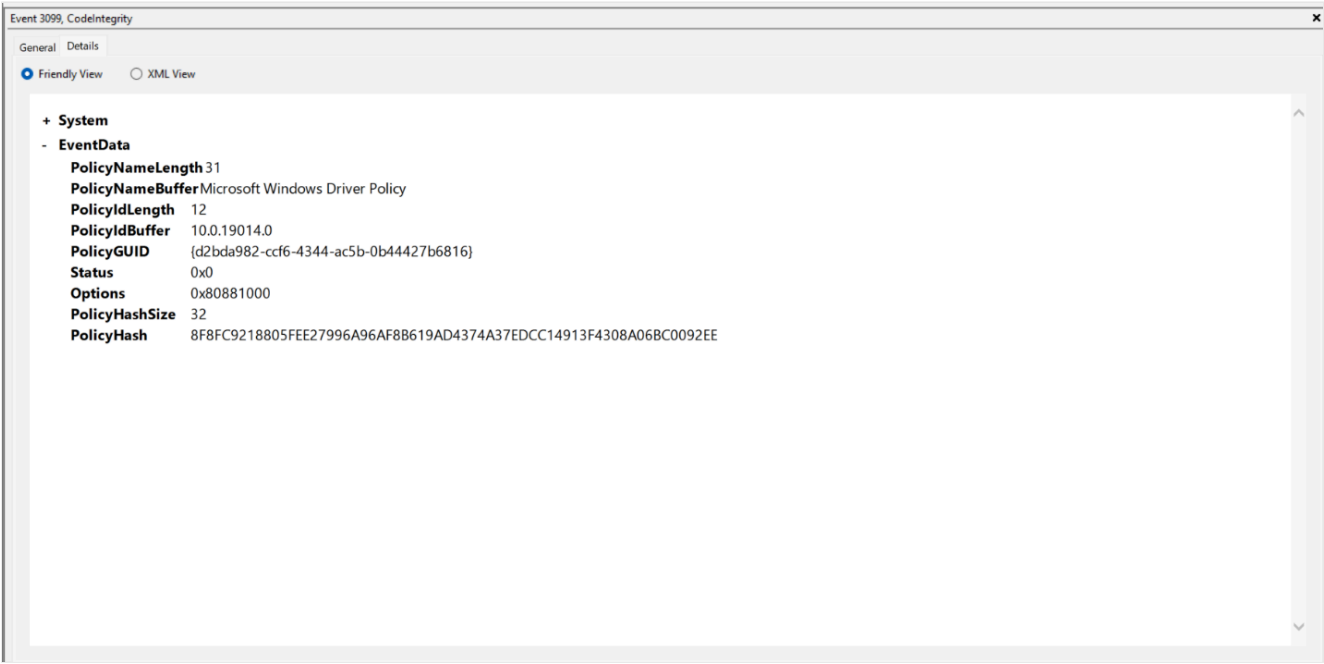 Event 3099, CodeIntegrity
General Details
Friendly View XML View
+ System
- EventData
PolicyNameLength 31
PolicyNameBuffer Microsoft Windows Driver Policy
PolicyIdLength 12
PolicyIdBuffer 10.0.19014.0
PolicyGUID {d2bda982-ccf6-4344-ac5b-0b44427b6816}
Status 0x0
Options 0x80881000
PolicyHashSize 32
PolicyHash 8F8FC9218805FEE27996A96AF8B619AD4374A37EDCC14913F4308A06BC0092EE